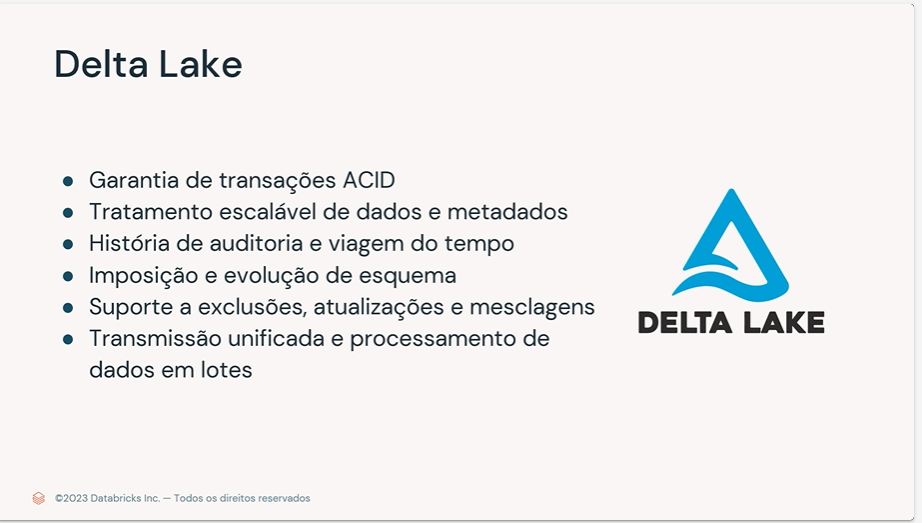 Delta Lake
● Garantia de transações ACID
● Tratamento escalável de dados e metadados
● História de auditoria e viagem do tempo
● Imposição e evolução de esquema
● Suporte a exclusões, atualizações e mesclagens
● Transmissão unificada e processamento de
dados em lotes
DELTA LAKE
©2023 Databricks Inc. — Todos os direitos reservados